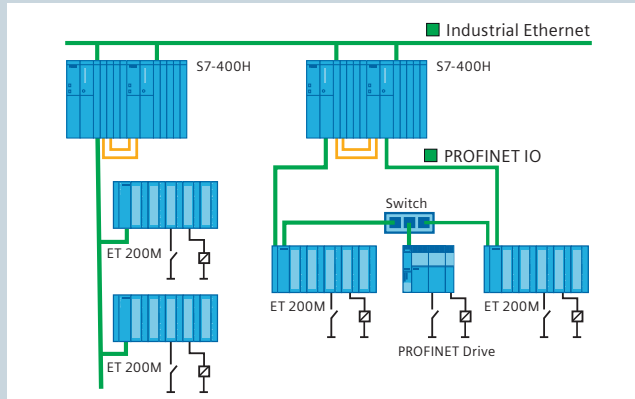 Industrial Ethernet
S7-400H
S7-400H
PROFINET IO
Switch
ET 200M
ET 200M
ET 200M
PROFINET Drive
ET 200M